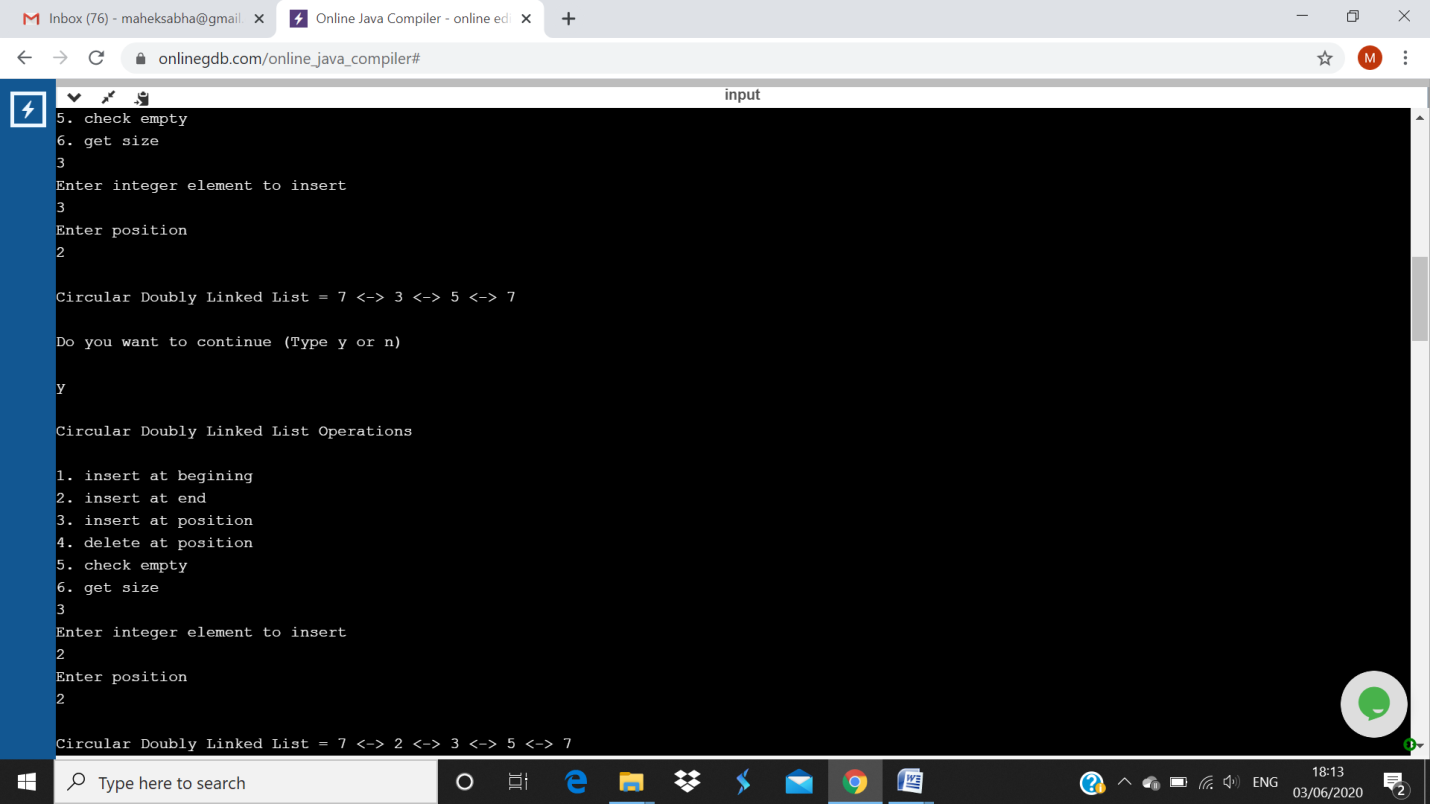 Inbox (76) - maheksabha@gmail.
Online Java Compiler - online edi
onlinegdb.com/online_java_compiler#
M
input
5. check empty
6. get size
3
Enter integer element to insert
3
Enter position
2
Circular Doubly Linked List = 7 <-> 3 <-> 5 <-> 7
Do you want to continue (Type y or n)
y
Circular Doubly Linked List Operations
1. insert at begining
2. insert at end
3. insert at position
4. delete at position
5. check empty
6. get size
3
Enter integer element to insert
2
Enter position
2
Circular Doubly Linked List = 7 <-> 2 <-> 3 <-> 5 <-> 7
Type here to search
ENG
18:13
03/06/2020
2